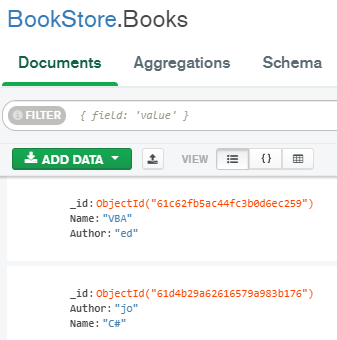 BookStore.Books
Documents Aggregations Schema
FILTER { field: 'value' }
ADD DATA VIEW { }
_id: ObjectId("61c62fb5ac44fc3b0d6ec259")
Name: "VBA"
Author: "ed"
_id: ObjectId("61d4b29a62616579a983b176")
Author: "jo"
Name: "C#"